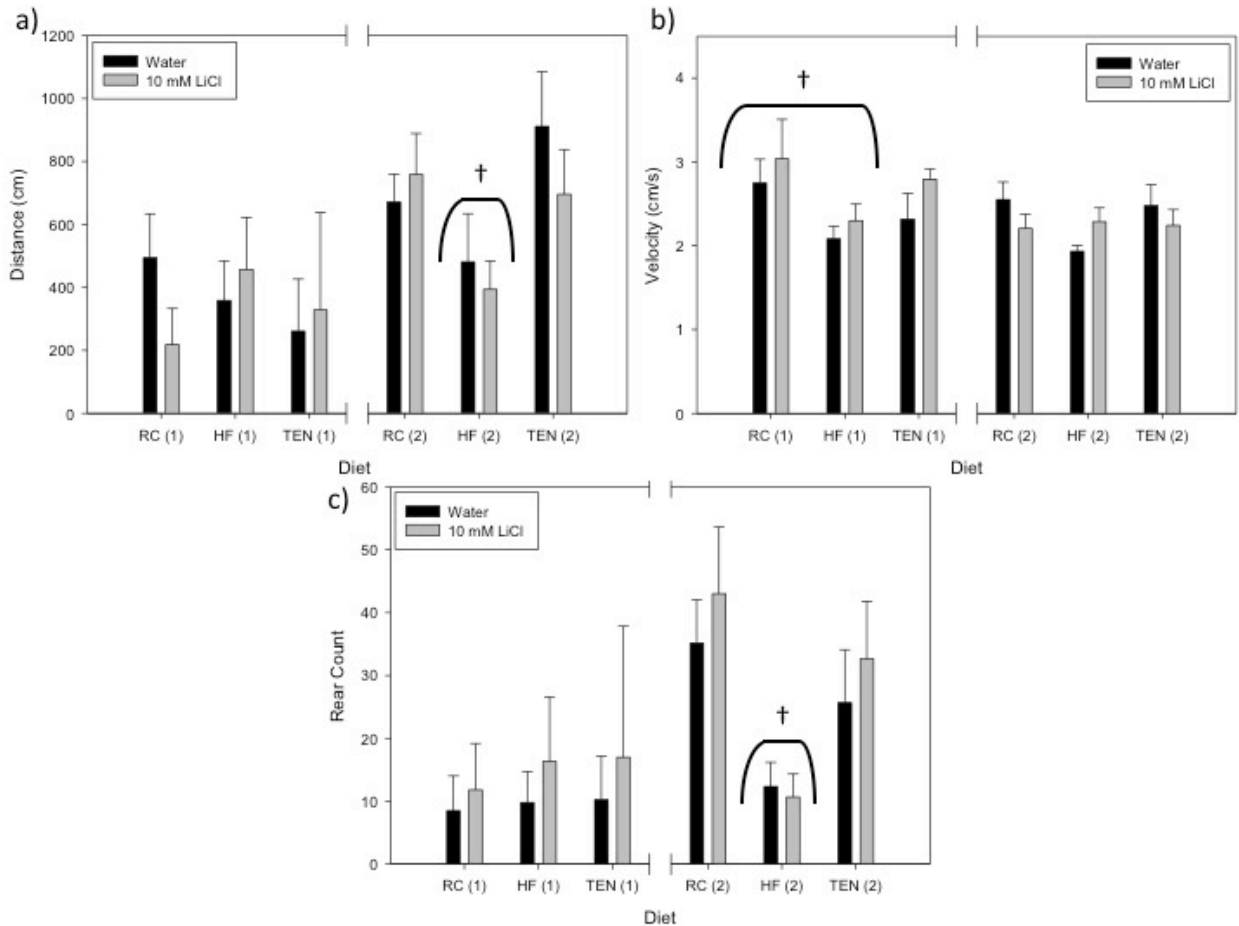 a)
1200
1000
800
600
400
200
0
Distance (cm)
Water
10 mM LiCl
†
RC (1) HF (1) TEN (1) RC (2) HF (2) TEN (2)
Diet
b)
4
3
2
1
0
Velocity (cm/s)
†
Water
10 mM LiCl
RC (1) HF (1) TEN (1) RC (2) HF (2) TEN (2)
Diet
c)
60
50
40
30
20
10
0
Rear Count
Water
10 mM LiCl
†
RC (1) HF (1) TEN (1) RC (2) HF (2) TEN (2)
Diet